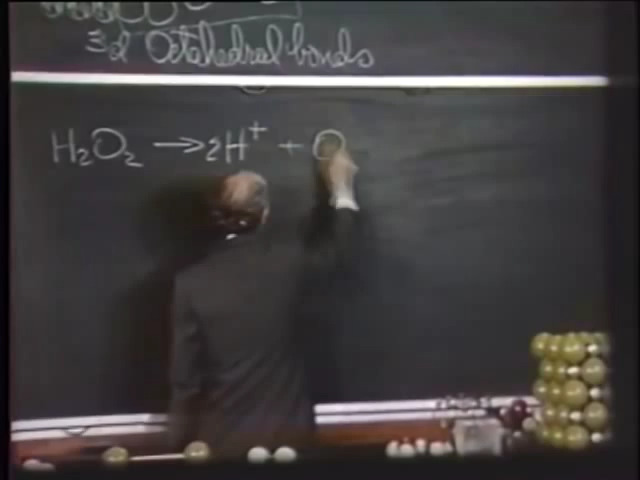 3d Octahedral bonds
H₂O₂ → 2H⁺ + O